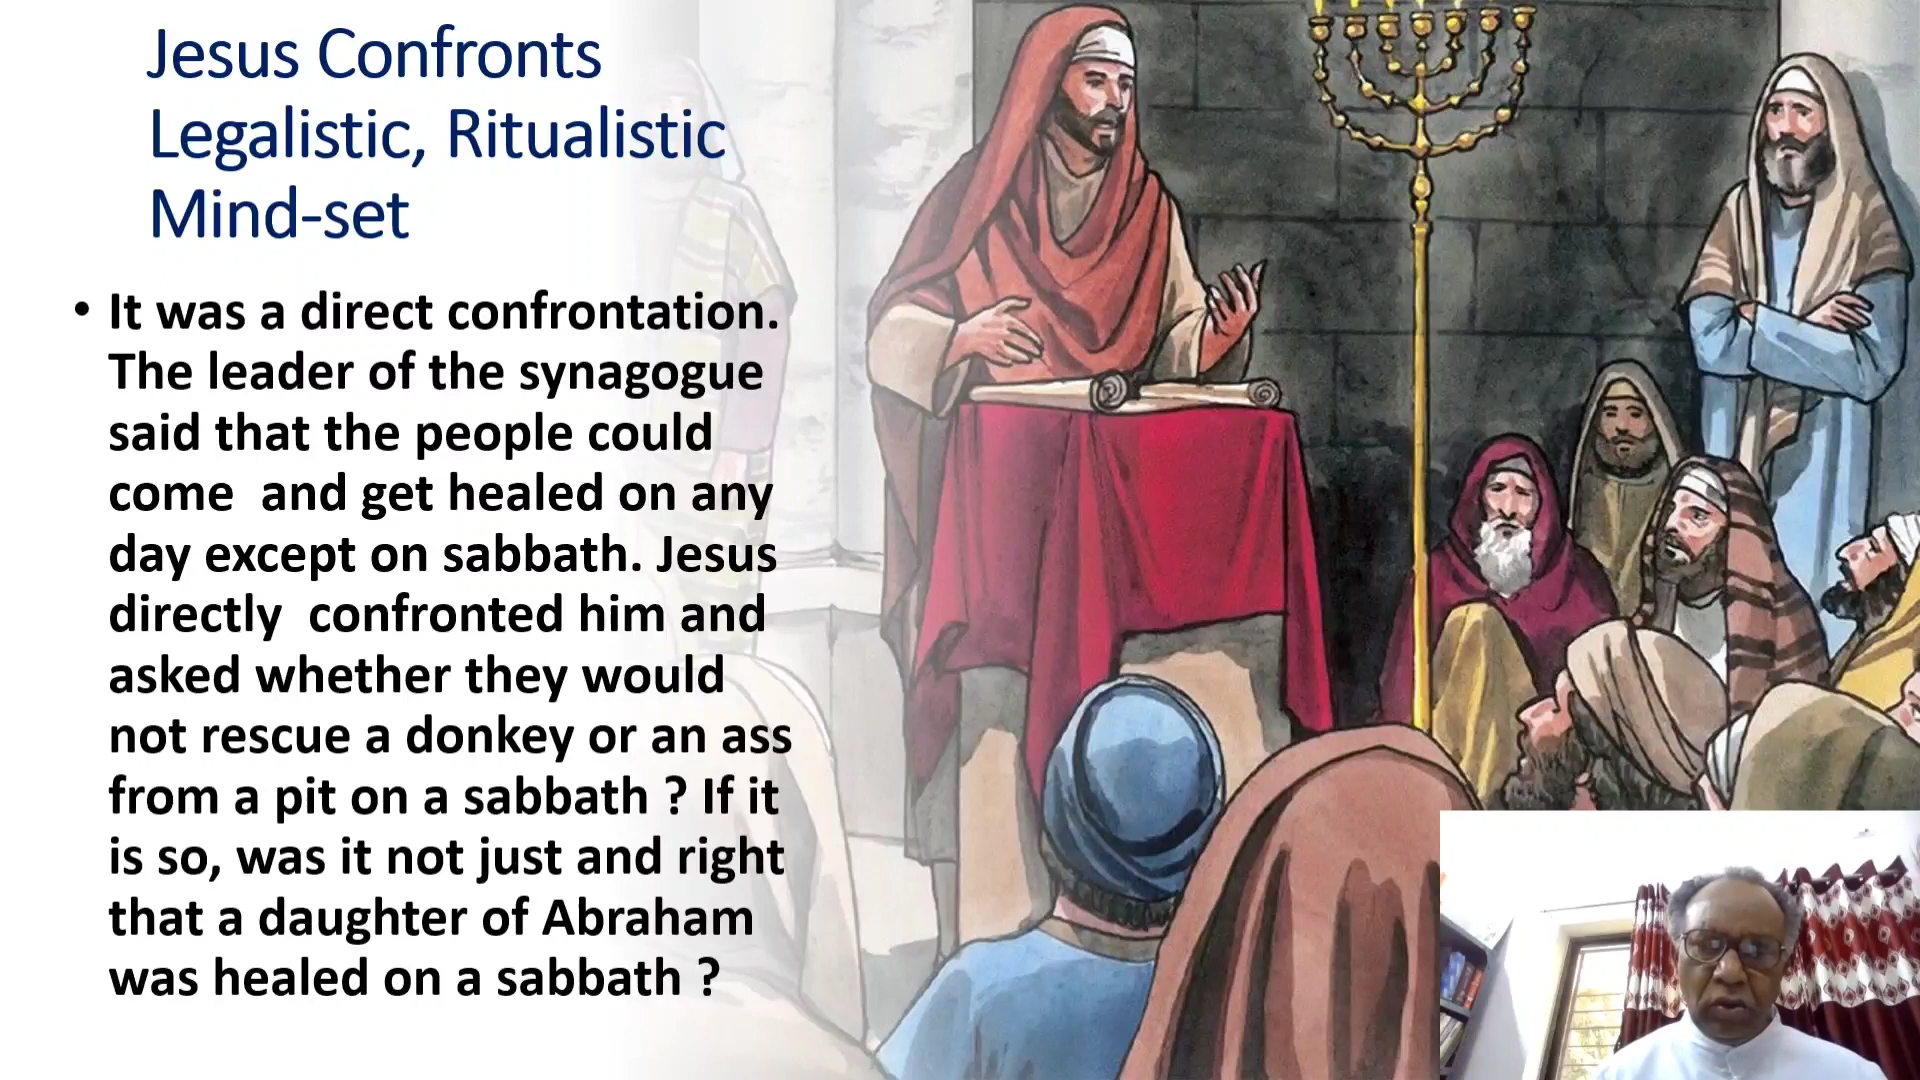 Jesus Confronts
Legalistic, Ritualistic
Mind-set
• It was a direct confrontation.
The leader of the synagogue
said that the people could
come  and get healed on any
day except on sabbath. Jesus
directly  confronted him and
asked whether they would
not rescue a donkey or an ass
from a pit on a sabbath ? If it
is so, was it not just and right
that a daughter of Abraham
was healed on a sabbath ?